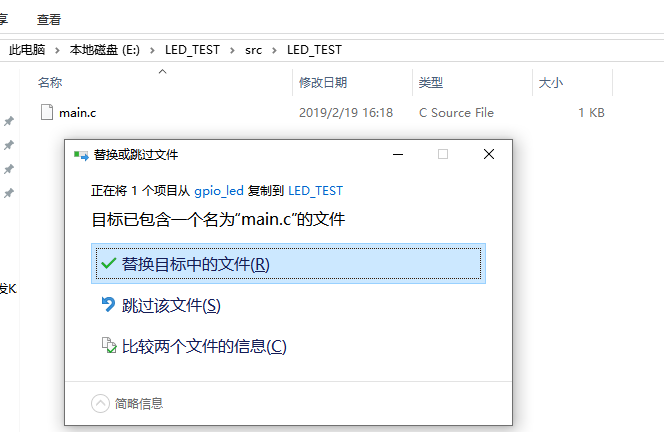 享 查看
此电脑 本地磁盘 (E:) LED_TEST src LED_TEST
名称 修改日期 类型 大小
main.c 2019/2/19 16:18 C Source File 1 KB
替换或跳过文件
正在将 1 个项目从 gpio_led 复制到 LED_TEST
目标已包含一个名为“main.c”的文件
替换目标中的文件(R)
跳过该文件(S)
发K
比较两个文件的信息(C)
简略信息